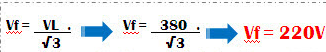 Vf = VL . / √3 Vf = 380 . / √3 Vf = 220V